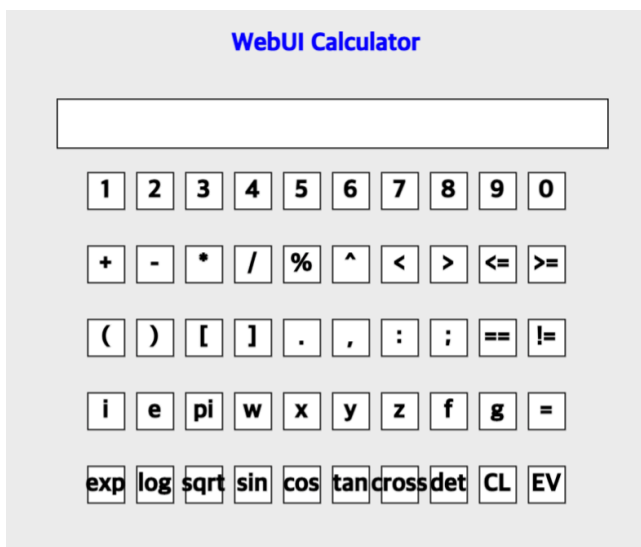 WebUI Calculator
1 2 3 4 5 6 7 8 9 0
+ - * / % ^ < > <= >=
( ) [ ] . , : ; == !=
i e pi w x y z f g =
exp log sqrt sin cos tan cross det CL EV